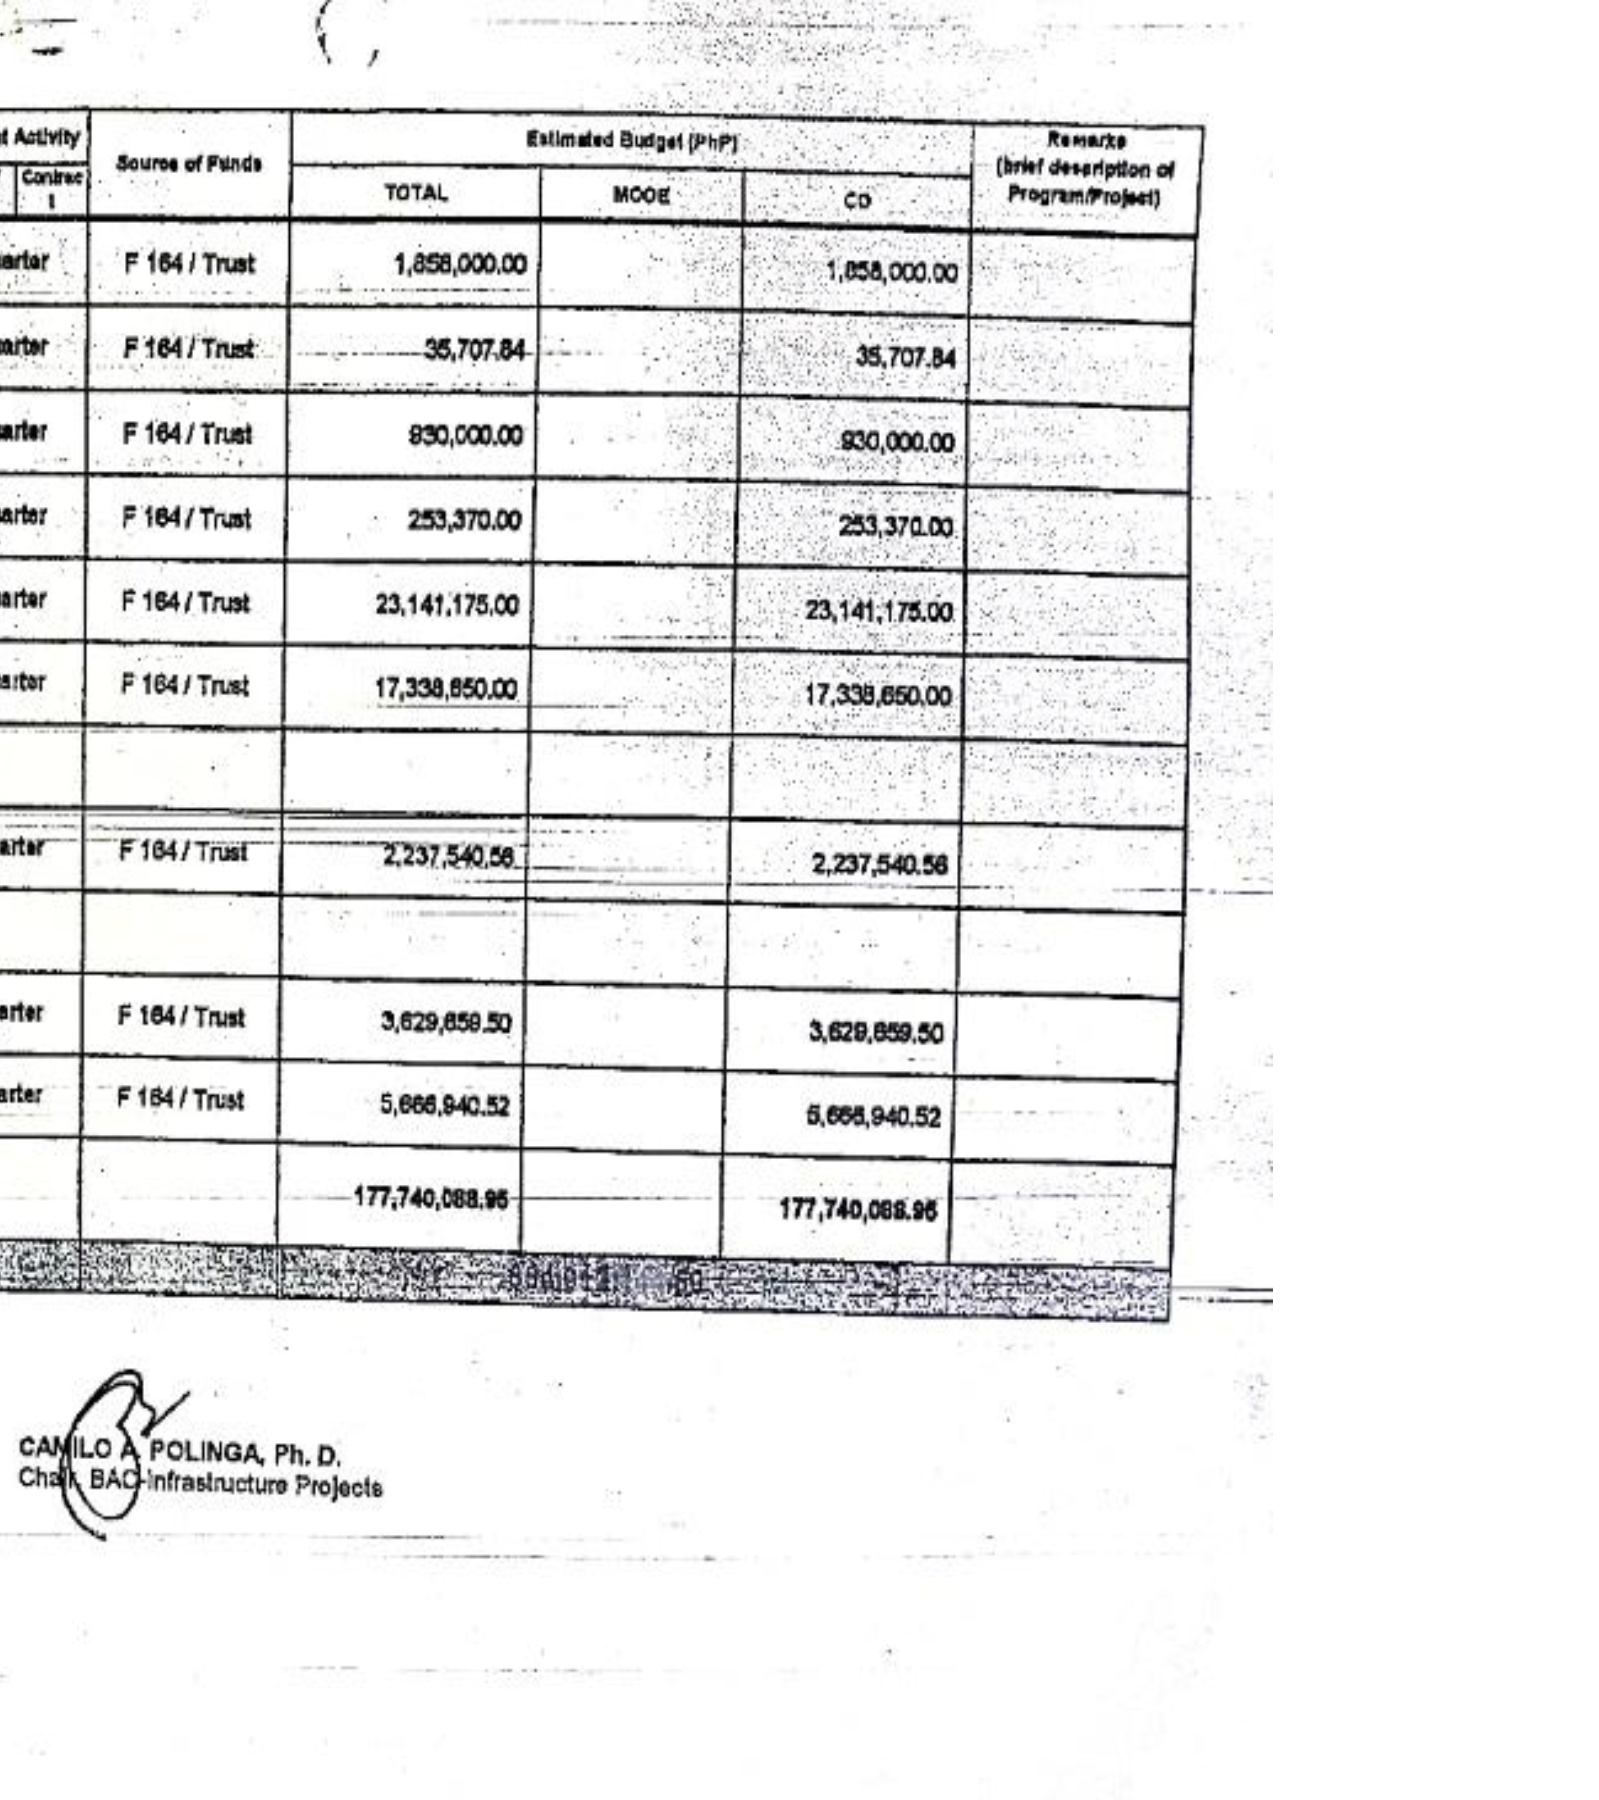 t Activity
Source of Funds
Estimated Budget (PhP)
Remarks
(brief description of
Program/Project)
Contrac
t
TOTAL
MOOE
CO
arter F 164 / Trust 1,858,000.00 1,858,000.00
arter F 164 / Trust 35,707.84 35,707.84
arter F 164 / Trust 930,000.00 930,000.00
arter F 164 / Trust 253,370.00 253,370.00
arter F 164 / Trust 23,141,175.00 23,141,175.00
arter F 164 / Trust 17,338,650.00 17,338,650.00
arter F 164 / Trust 2,237,540.56 2,237,540.56
arter F 164 / Trust 3,629,659.50 3,629,659.50
arter F 164 / Trust 5,666,940.52 5,666,940.52
177,740,088.96 177,740,088.96
CAMILO A. POLINGA, Ph. D.
Chair, BAC-Infrastructure Projects